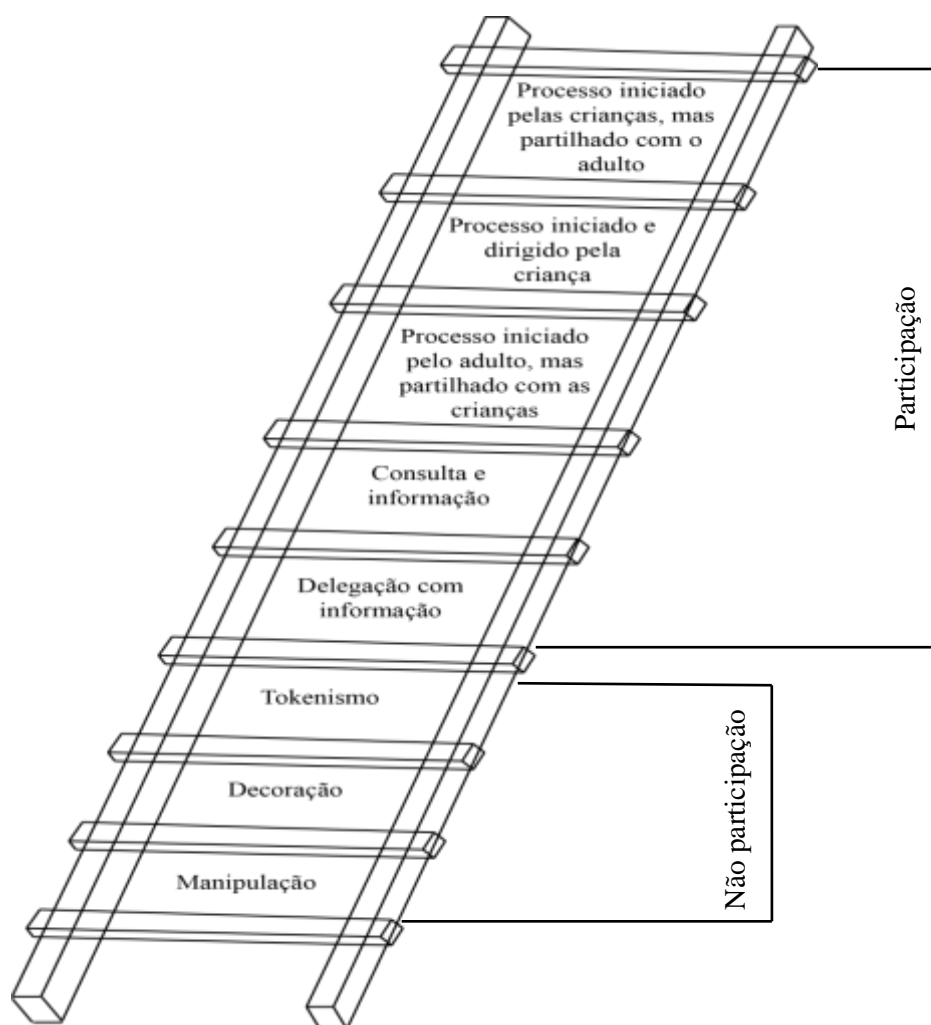 Processo iniciado
pelas crianças, mas
partilhado com o
adulto
Processo iniciado e
dirigido pela
criança
Processo iniciado
pelo adulto, mas
partilhado com as
crianças
Consulta e
informação
Delegação com
informação
Tokenismo
Decoração
Manipulação
Participação
Não participação